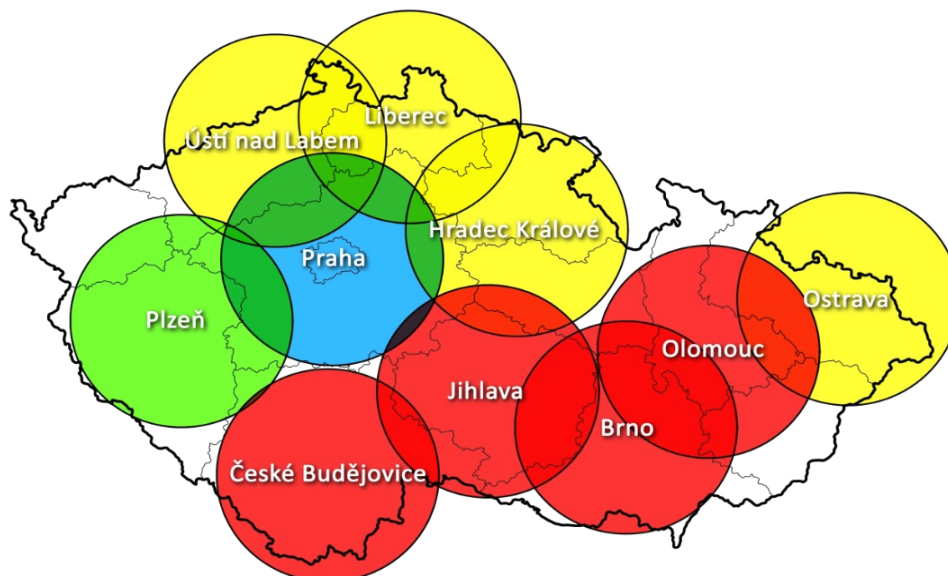 Liberec
Ústí nad Labem
Hradec Králové
Praha
Ostrava
Plzeň
Olomouc
Jihlava
Brno
České Budějovice